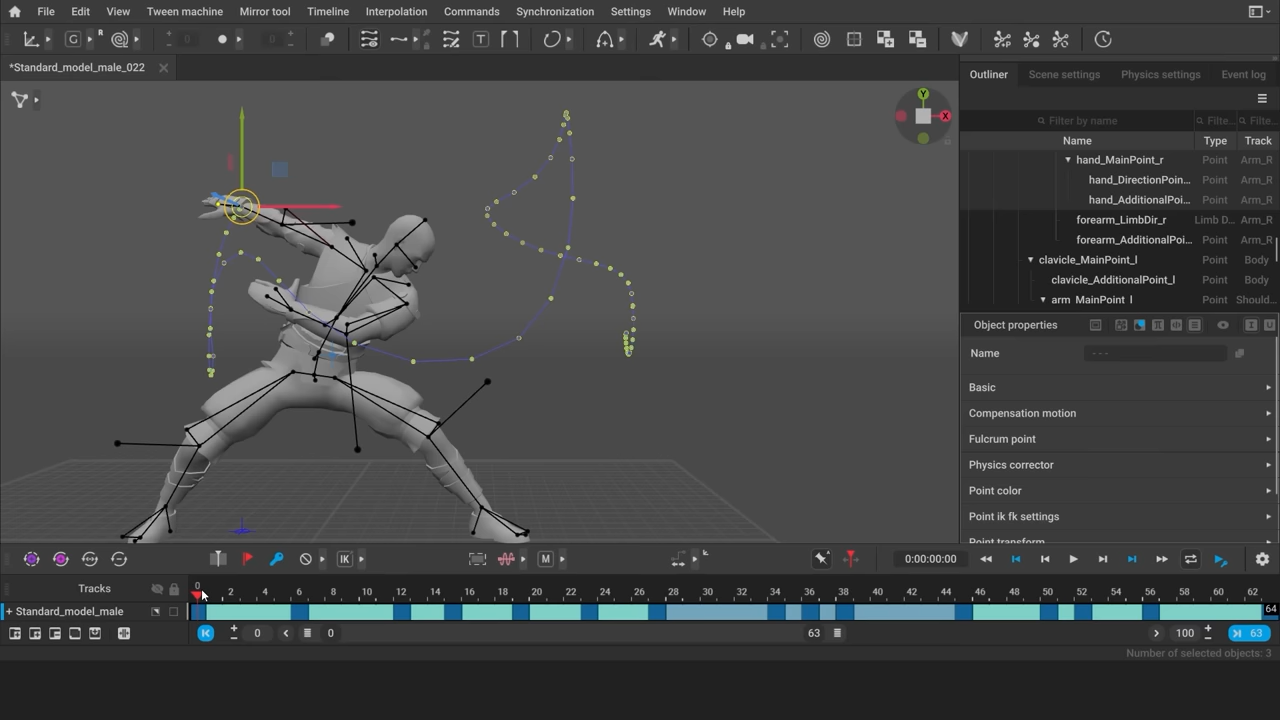 File Edit View Tween machine Mirror tool Timeline Interpolation Commands Synchronization Settings Window Help
G R 0 0 T
*Standard_model_male_022
Outliner Scene settings Physics settings Event log
Y
X
Filter by name Filte... Filte...
Name Type Track
hand_MainPoint_r Point Arm_R
hand_DirectionPoin... Point Arm_R
hand_AdditionalPoi... Point Arm_R
forearm_LimbDir_r Limb D... Arm_R
forearm_AdditionalPoi... Point Arm_R
clavicle_MainPoint_l Point Body
clavicle_AdditionalPoint_l Point Body
arm_MainPoint_l Point Should...
Object properties
Name ---
Basic
Compensation motion
Fulcrum point
Physics corrector
Point color
Point ik fk settings
Point transform
IK M 0:00:00:00
Tracks 0 2 4 6 8 10 12 14 16 18 20 22 24 26 28 30 32 34 36 38 40 42 44 46 48 50 52 54 56 58 60 62
+ Standard_model_male 64
0 0 63 100 63
Number of selected objects: 3